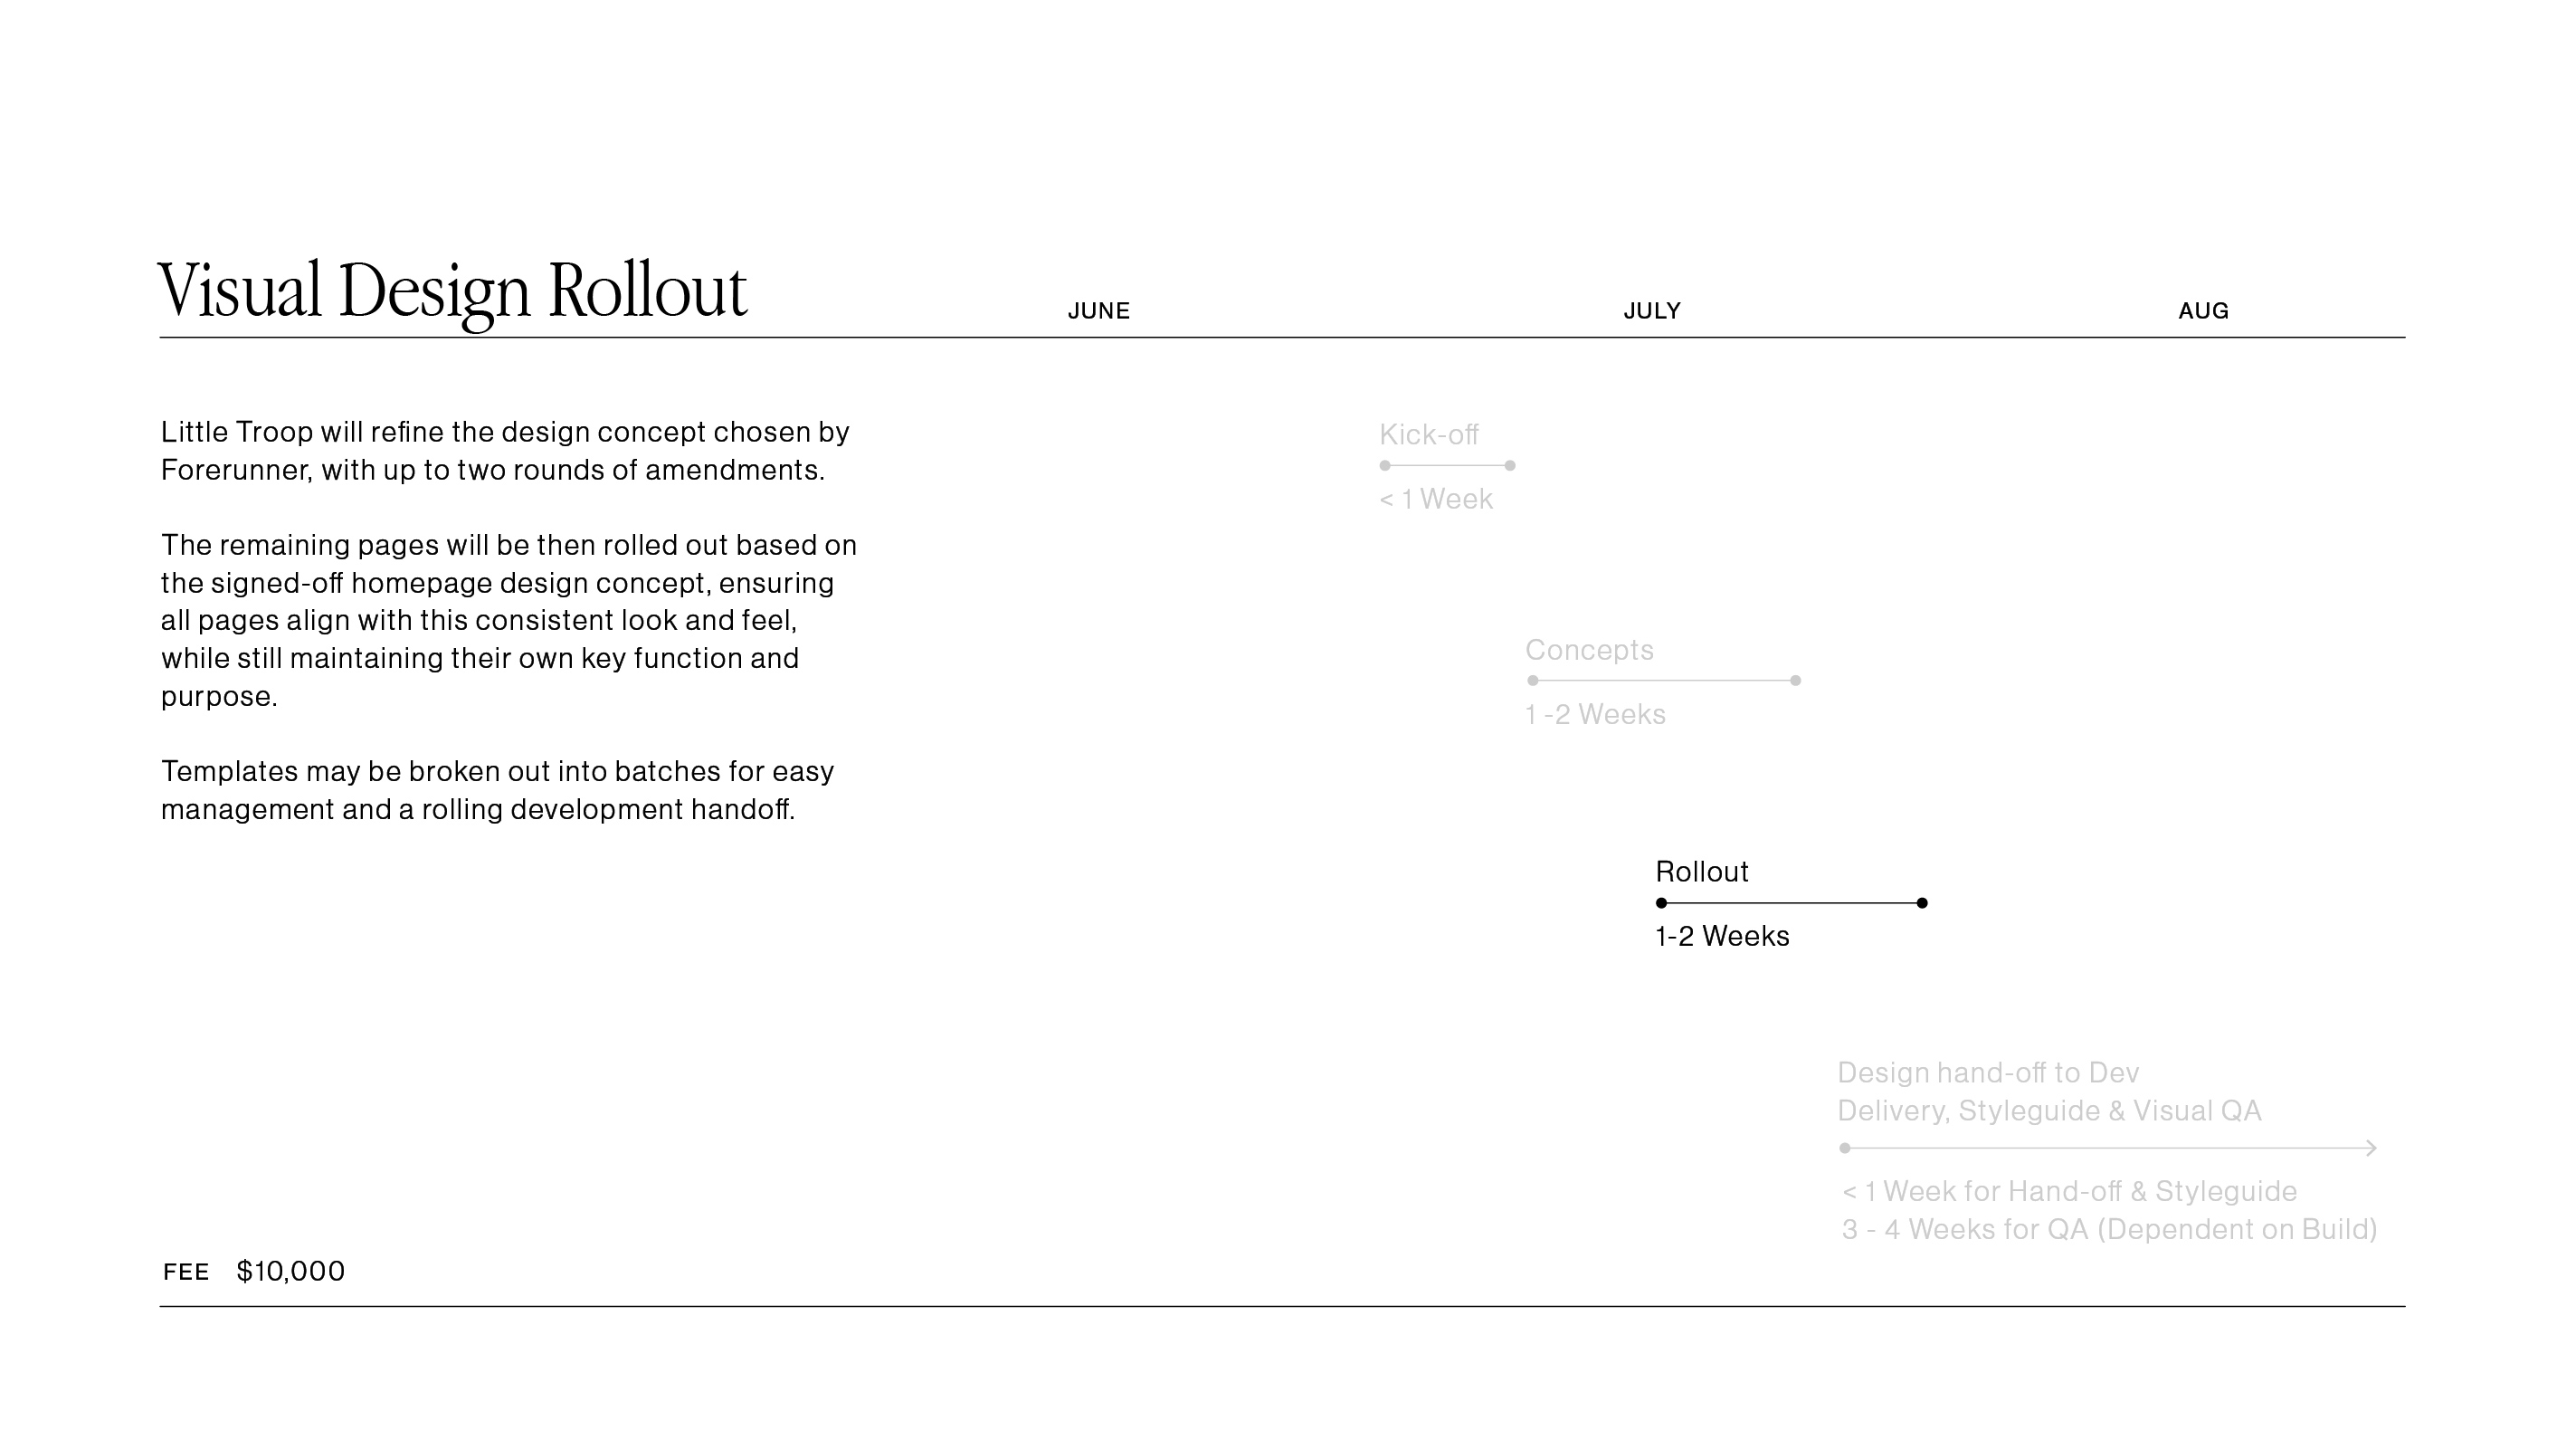 Visual Design Rollout
JUNE
JULY
AUG
Little Troop will refine the design concept chosen by
Forerunner, with up to two rounds of amendments.
The remaining pages will be then rolled out based on
the signed-off homepage design concept, ensuring
all pages align with this consistent look and feel,
while still maintaining their own key function and
purpose.
Templates may be broken out into batches for easy
management and a rolling development handoff.
Kick-off
< 1 Week
Concepts
1 -2 Weeks
Rollout
1-2 Weeks
Design hand-off to Dev
Delivery, Styleguide & Visual QA
< 1 Week for Hand-off & Styleguide
3 - 4 Weeks for QA (Dependent on Build)
FEE $10,000